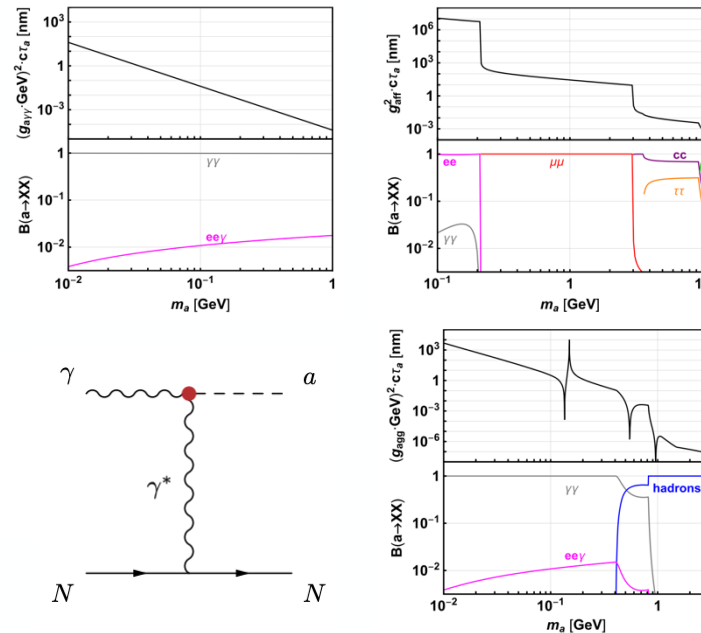 (g_aγγ·GeV)²·cτ_a [nm]
10
10⁻¹
10⁻³
B(a→XX)
1
10⁻¹
10⁻²
γγ
eeγ
10⁻² 10⁻¹ 1
m_a [GeV]
g²_aff·cτ_a [nm]
10⁶
10³
1
10⁻³
B(a→XX)
1
10⁻¹
10⁻²
ee
μμ
cc
ττ
γγ
10⁻¹ 1
m_a [GeV]
γ
a
γ*
N
N
(g_agg·GeV)²·cτ_a [nm]
10³
1
10⁻³
10⁻⁶
B(a→XX)
1
10⁻¹
10⁻²
γγ
hadrons
eeγ
10⁻¹ 1
m_a [GeV]